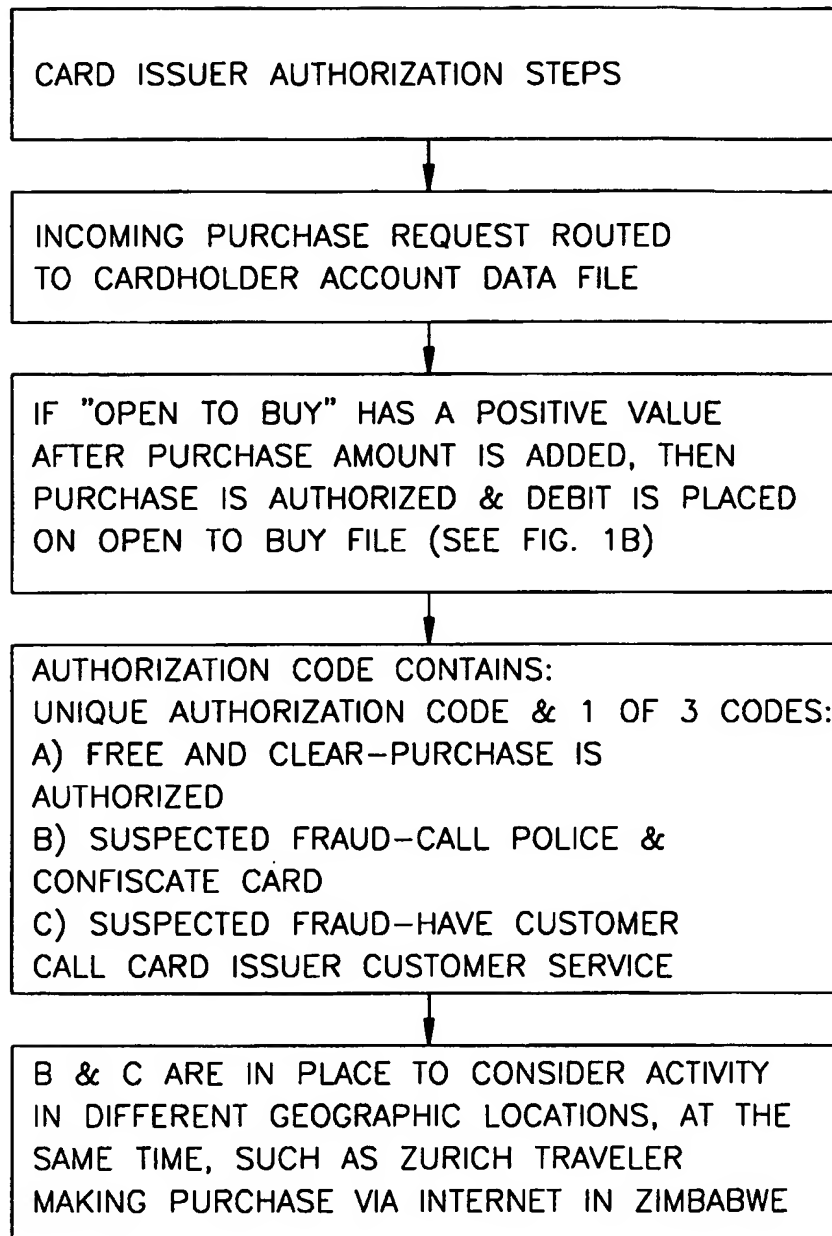 CARD ISSUER AUTHORIZATION STEPS
INCOMING PURCHASE REQUEST ROUTED
TO CARDHOLDER ACCOUNT DATA FILE
IF "OPEN TO BUY" HAS A POSITIVE VALUE
AFTER PURCHASE AMOUNT IS ADDED, THEN
PURCHASE IS AUTHORIZED & DEBIT IS PLACED
ON OPEN TO BUY FILE (SEE FIG. 1B)
AUTHORIZATION CODE CONTAINS:
UNIQUE AUTHORIZATION CODE & 1 OF 3 CODES:
A) FREE AND CLEAR-PURCHASE IS
AUTHORIZED
B) SUSPECTED FRAUD-CALL POLICE &
CONFISCATE CARD
C) SUSPECTED FRAUD-HAVE CUSTOMER
CALL CARD ISSUER CUSTOMER SERVICE
B & C ARE IN PLACE TO CONSIDER ACTIVITY
IN DIFFERENT GEOGRAPHIC LOCATIONS, AT THE
SAME TIME, SUCH AS ZURICH TRAVELER
MAKING PURCHASE VIA INTERNET IN ZIMBABWE